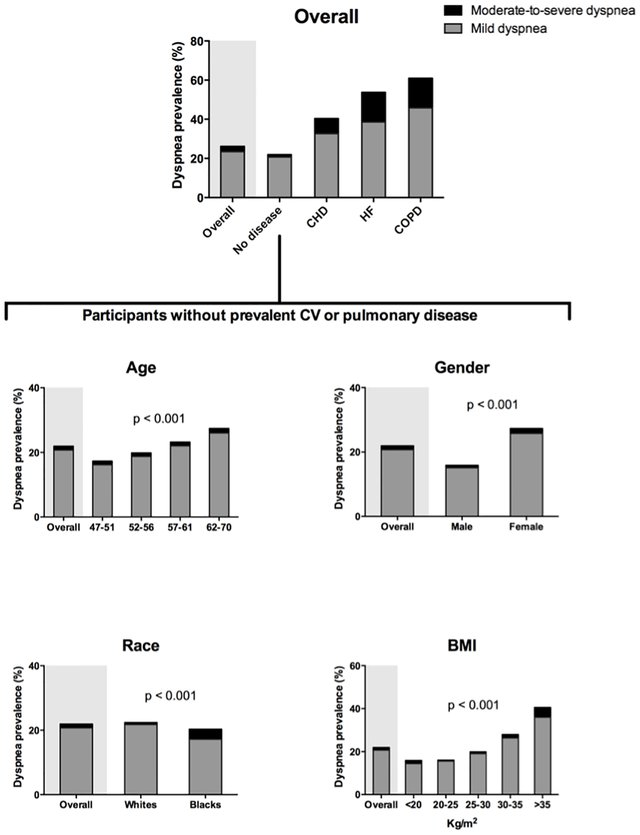 Overall
Moderate-to-severe dyspnea
Mild dyspnea
Dyspnea prevalence (%)
80
60
40
20
0
Overall
No disease
CHD
HF
COPD
Participants without prevalent CV or pulmonary disease
Age
Dyspnea prevalence (%)
40
20
0
p < 0.001
Overall 47-51 52-56 57-61 62-70
Gender
Dyspnea prevalence (%)
40
20
0
p < 0.001
Overall Male Female
Race
Dyspnea prevalence (%)
40
20
0
p < 0.001
Overall Whites Blacks
BMI
Dyspnea prevalence (%)
60
40
20
0
p < 0.001
Overall <20 20-25 25-30 30-35 >35
Kg/m²